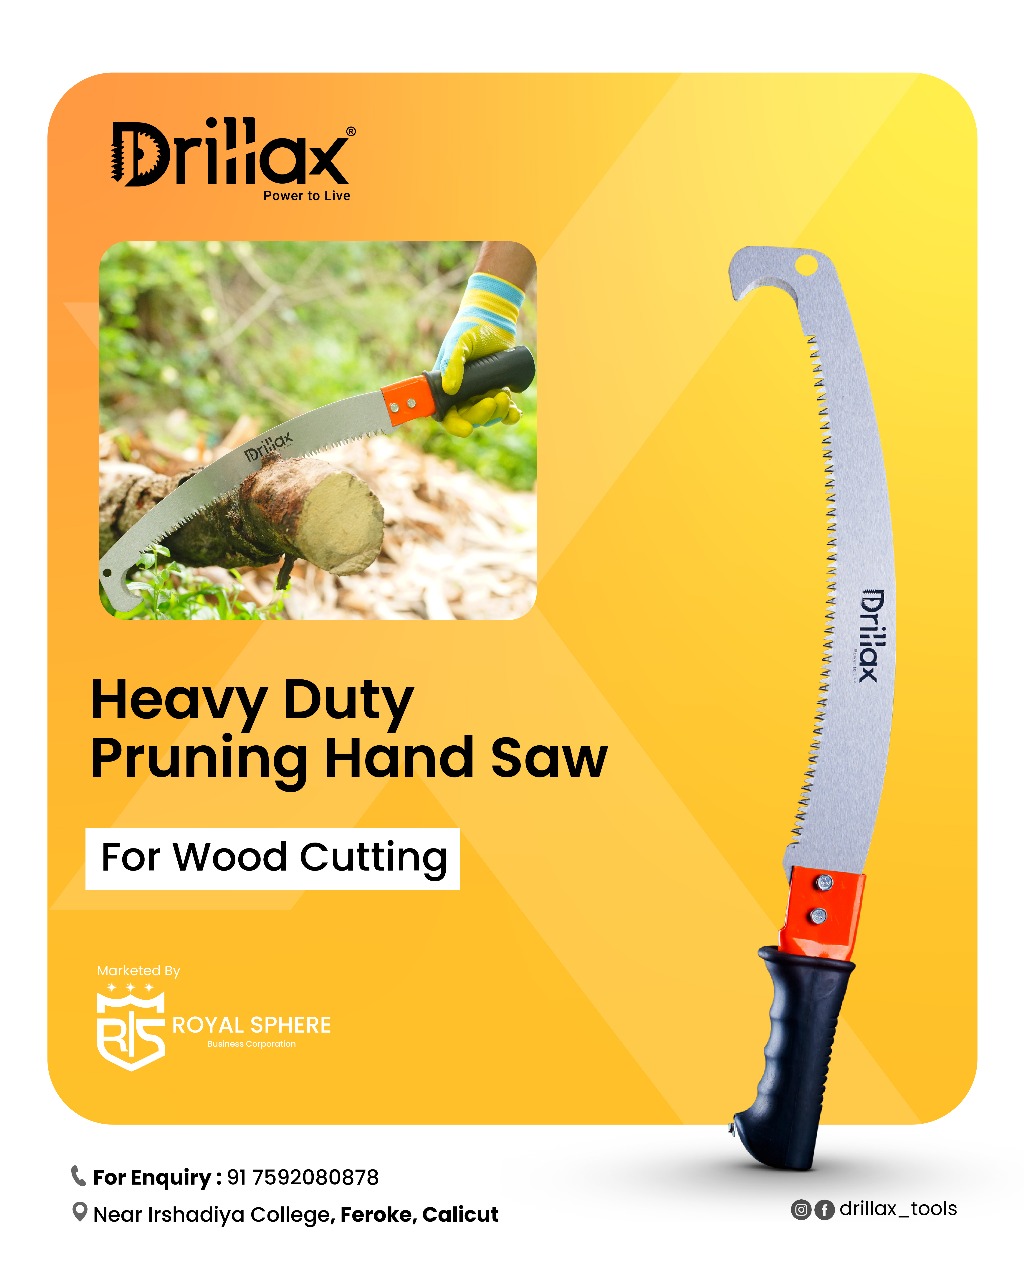 Drillax®
Power to Live
Drillax
Drillax
Heavy Duty
Pruning Hand Saw
For Wood Cutting
Marketed By
RS ROYAL SPHERE
Business Corporation
For Enquiry : 91 7592080878
Near Irshadiya College, Feroke, Calicut
drillax_tools